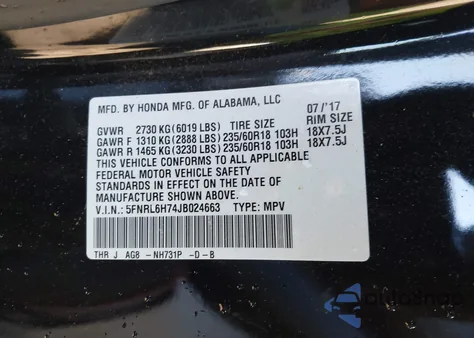 MFD. BY HONDA MFG. OF ALABAMA, LLC 07/'17
GVWR 2730 KG(6019 LBS) TIRE SIZE RIM SIZE
GAWR F 1310 KG(2888 LBS) 235/60R18 103H 18X7.5J
GAWR R 1465 KG(3230 LBS) 235/60R18 103H 18X7.5J
THIS VEHICLE CONFORMS TO ALL APPLICABLE
FEDERAL MOTOR VEHICLE SAFETY
STANDARDS IN EFFECT ON THE DATE OF
MANUFACTURE SHOWN ABOVE.
V.I.N.: 5FNRL6H74JB024663 TYPE: MPV
THR J AG8 -NH731P -D-B